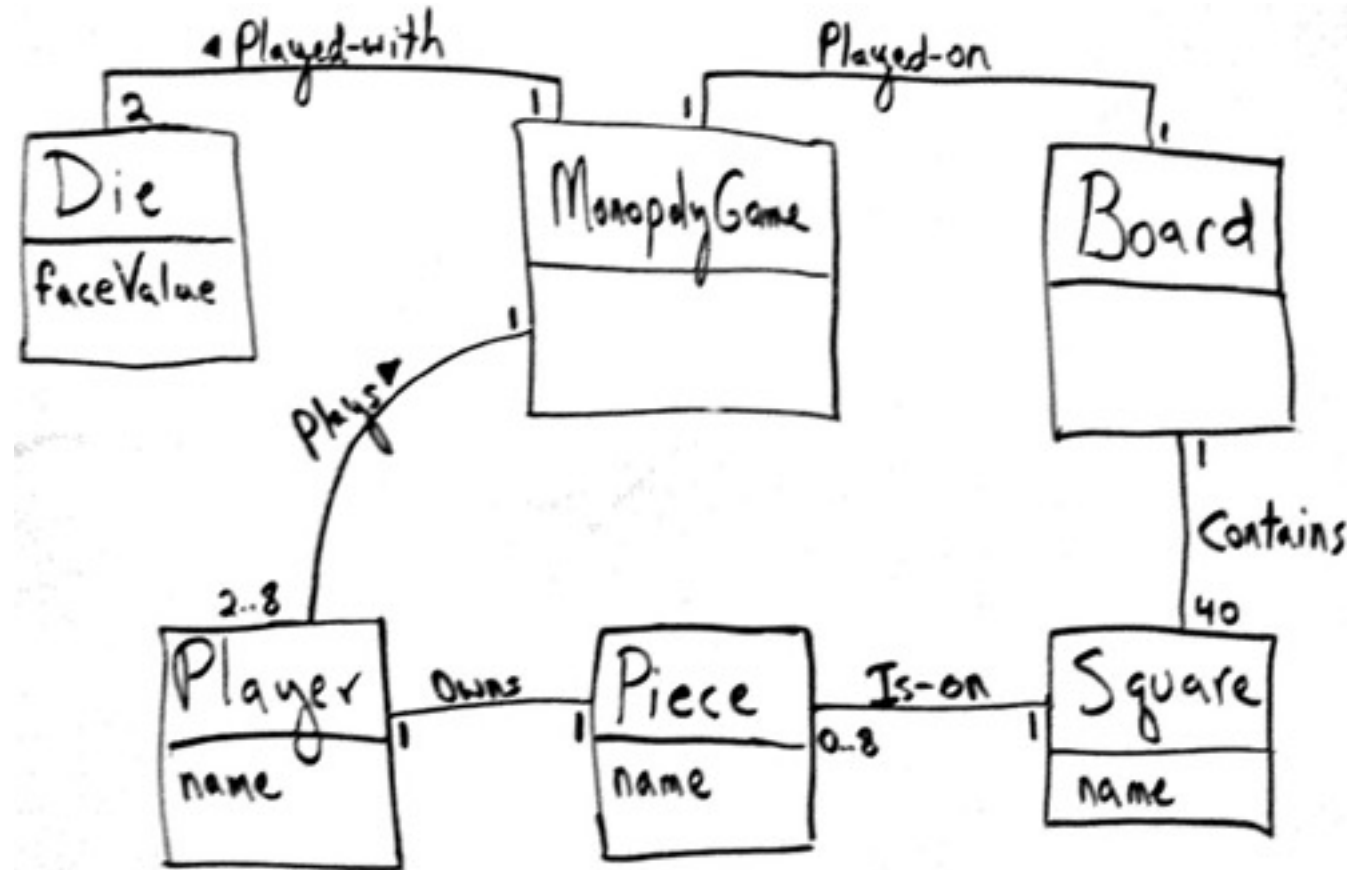 ◄ Played-with
Played-on
2
1
1
1
Die
MonopolyGame
Board
faceValue
1
Plays ►
1
Contains
2..8
40
Player
Owns
Piece
Is-on
Square
1
1
0..8
1
name
name
name